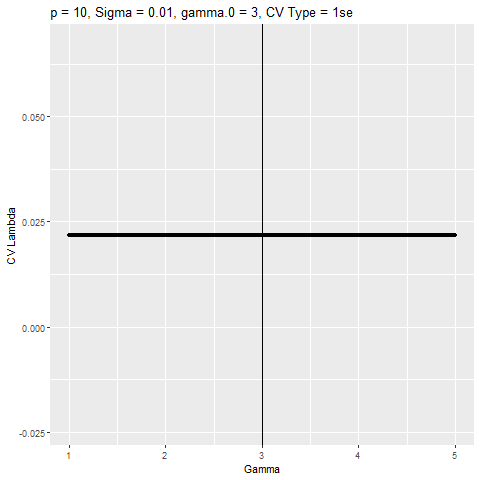 p = 10, Sigma = 0.01, gamma.0 = 3, CV Type = 1se
0.050
0.025
0.000
-0.025
CV Lambda
1 2 3 4 5
Gamma